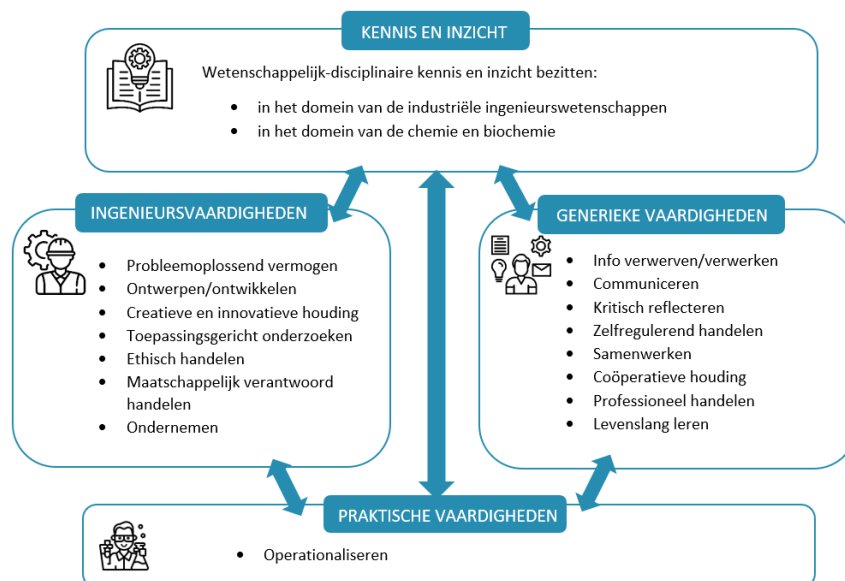 KENNIS EN INZICHT
Wetenschappelijk-disciplinaire kennis en inzicht bezitten:
• in het domein van de industriële ingenieurswetenschappen
• in het domein van de chemie en biochemie
INGENIEURSVAARDIGHEDEN
• Probleemoplossend vermogen
• Ontwerpen/ontwikkelen
• Creatieve en innovatieve houding
• Toepassingsgericht onderzoeken
• Ethisch handelen
• Maatschappelijk verantwoord
handelen
• Ondernemen
GENERIEKE VAARDIGHEDEN
• Info verwerven/verwerken
• Communiceren
• Kritisch reflecteren
• Zelfregulerend handelen
• Samenwerken
• Coöperatieve houding
• Professioneel handelen
• Levenslang leren
PRAKTISCHE VAARDIGHEDEN
• Operationaliseren